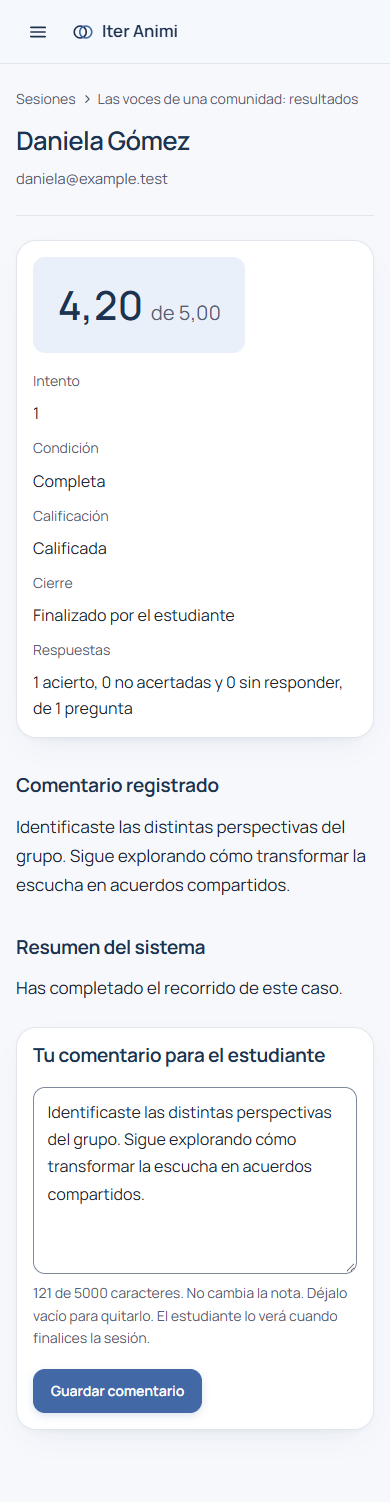 Iter Animi
Sesiones > Las voces de una comunidad: resultados
Daniela Gómez
daniela@example.test
4,20 de 5,00
Intento
1
Condición
Completa
Calificación
Calificada
Cierre
Finalizado por el estudiante
Respuestas
1 acierto, 0 no acertadas y 0 sin responder,
de 1 pregunta
Comentario registrado
Identificaste las distintas perspectivas del
grupo. Sigue explorando cómo transformar la
escucha en acuerdos compartidos.
Resumen del sistema
Has completado el recorrido de este caso.
Tu comentario para el estudiante
Identificaste las distintas perspectivas
del grupo. Sigue explorando cómo
transformar la escucha en acuerdos
compartidos.
121 de 5000 caracteres. No cambia la nota. Déjalo
vacío para quitarlo. El estudiante lo verá cuando
finalices la sesión.
Guardar comentario